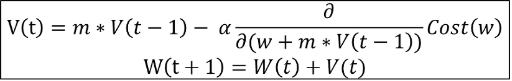 V(t) = m * V(t − 1) − α ∂/∂(w + m * V(t − 1)) Cost(w)
W(t + 1) = W(t) + V(t)